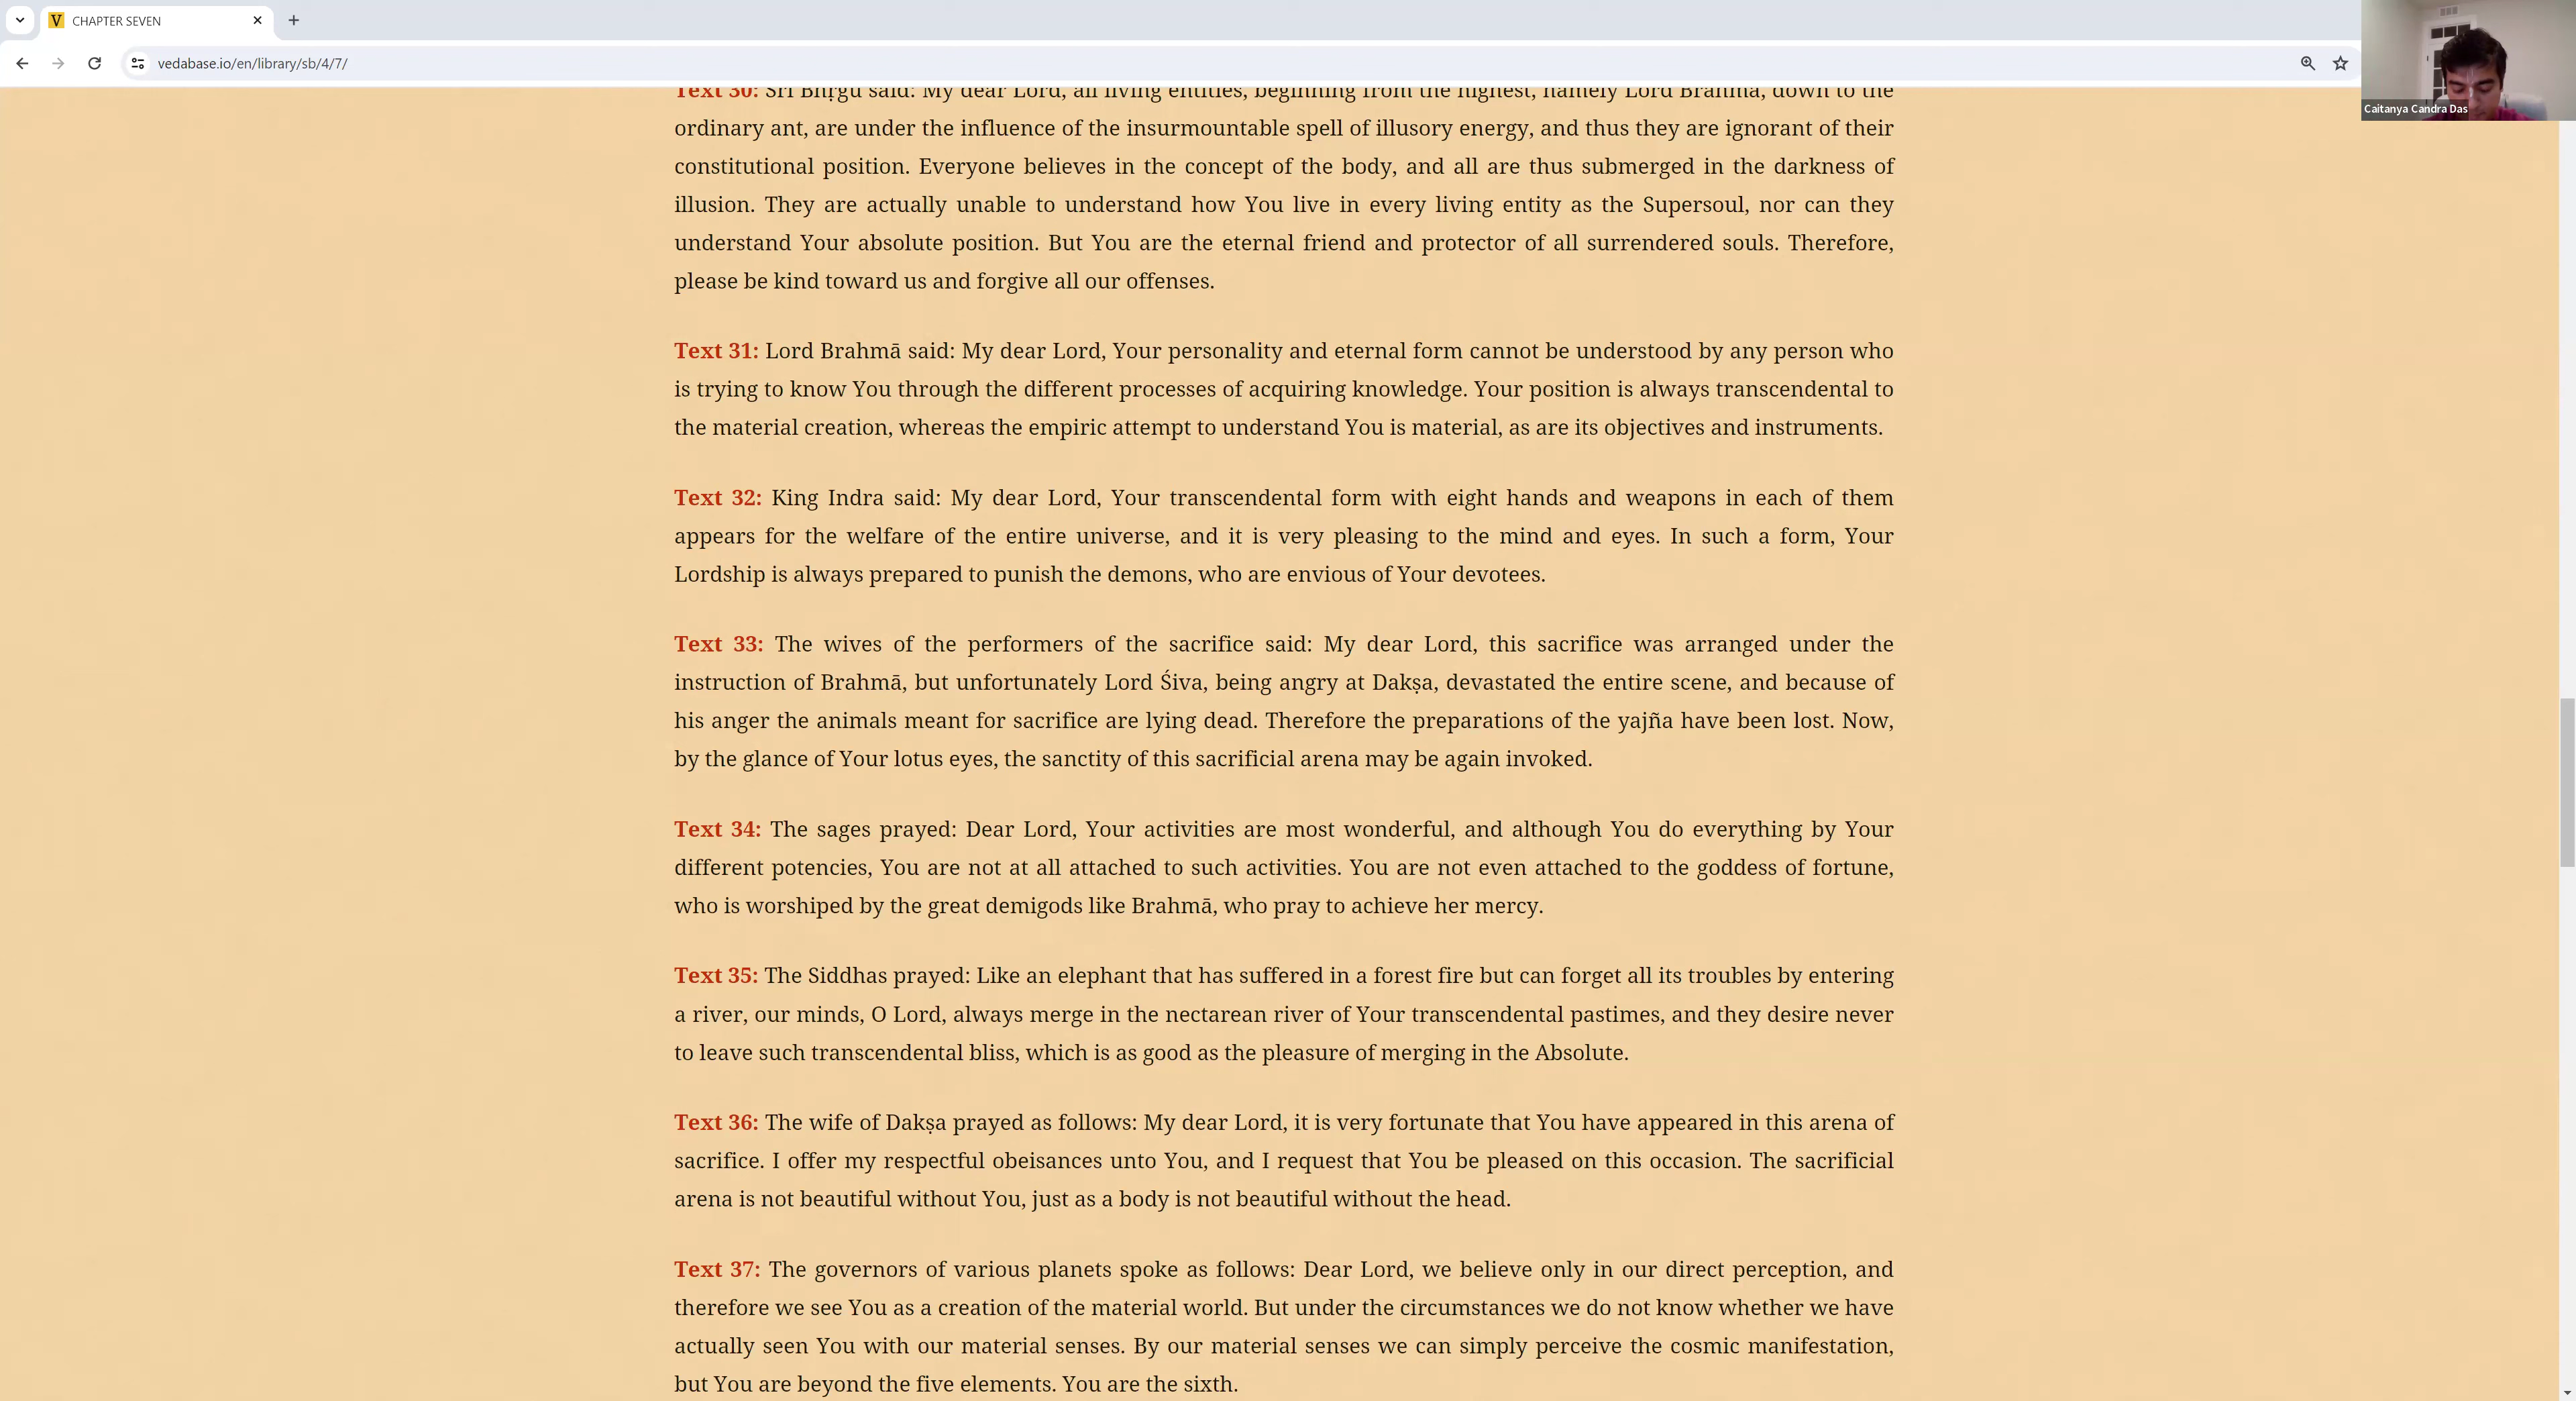 CHAPTER SEVEN
vedabase.io/en/library/sb/4/7/
Caitanya Candra Das
Text 30: Śrī Bhṛgu said: My dear Lord, all living entities, beginning from the highest, namely Lord Brahmā, down to the
ordinary ant, are under the influence of the insurmountable spell of illusory energy, and thus they are ignorant of their
constitutional position. Everyone believes in the concept of the body, and all are thus submerged in the darkness of
illusion. They are actually unable to understand how You live in every living entity as the Supersoul, nor can they
understand Your absolute position. But You are the eternal friend and protector of all surrendered souls. Therefore,
please be kind toward us and forgive all our offenses.
Text 31: Lord Brahmā said: My dear Lord, Your personality and eternal form cannot be understood by any person who
is trying to know You through the different processes of acquiring knowledge. Your position is always transcendental to
the material creation, whereas the empiric attempt to understand You is material, as are its objectives and instruments.
Text 32: King Indra said: My dear Lord, Your transcendental form with eight hands and weapons in each of them
appears for the welfare of the entire universe, and it is very pleasing to the mind and eyes. In such a form, Your
Lordship is always prepared to punish the demons, who are envious of Your devotees.
Text 33: The wives of the performers of the sacrifice said: My dear Lord, this sacrifice was arranged under the
instruction of Brahmā, but unfortunately Lord Śiva, being angry at Dakṣa, devastated the entire scene, and because of
his anger the animals meant for sacrifice are lying dead. Therefore the preparations of the yajña have been lost. Now,
by the glance of Your lotus eyes, the sanctity of this sacrificial arena may be again invoked.
Text 34: The sages prayed: Dear Lord, Your activities are most wonderful, and although You do everything by Your
different potencies, You are not at all attached to such activities. You are not even attached to the goddess of fortune,
who is worshiped by the great demigods like Brahmā, who pray to achieve her mercy.
Text 35: The Siddhas prayed: Like an elephant that has suffered in a forest fire but can forget all its troubles by entering
a river, our minds, O Lord, always merge in the nectarean river of Your transcendental pastimes, and they desire never
to leave such transcendental bliss, which is as good as the pleasure of merging in the Absolute.
Text 36: The wife of Dakṣa prayed as follows: My dear Lord, it is very fortunate that You have appeared in this arena of
sacrifice. I offer my respectful obeisances unto You, and I request that You be pleased on this occasion. The sacrificial
arena is not beautiful without You, just as a body is not beautiful without the head.
Text 37: The governors of various planets spoke as follows: Dear Lord, we believe only in our direct perception, and
therefore we see You as a creation of the material world. But under the circumstances we do not know whether we have
actually seen You with our material senses. By our material senses we can simply perceive the cosmic manifestation,
but You are beyond the five elements. You are the sixth.